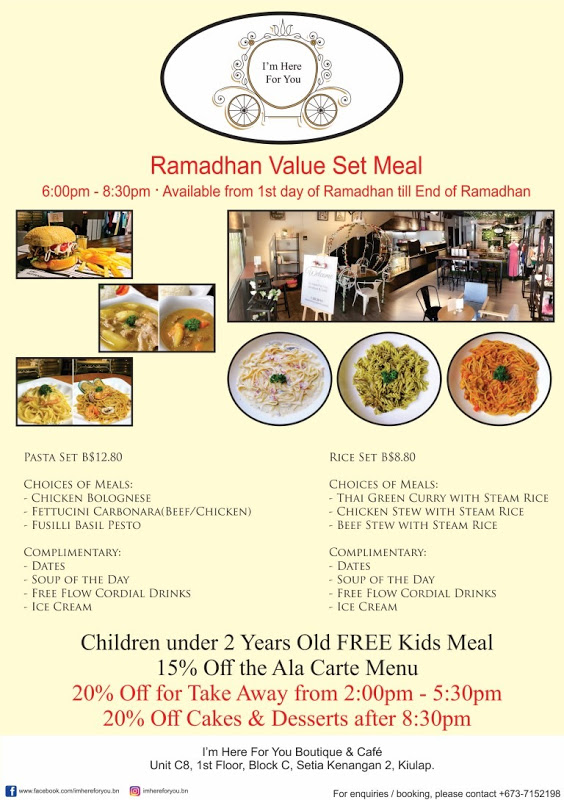 I'm Here
For You
Ramadhan Value Set Meal
6:00pm - 8:30pm · Available from 1st day of Ramadhan till End of Ramadhan
Welcome
Pasta Set B$12.80
Choices of Meals:
- Chicken Bolognese
- Fettucini Carbonara(Beef/Chicken)
- Fusilli Basil Pesto
Complimentary:
- Dates
- Soup of the Day
- Free Flow Cordial Drinks
- Ice Cream
Rice Set B$8.80
Choices of Meals:
- Thai Green Curry with Steam Rice
- Chicken Stew with Steam Rice
- Beef Stew with Steam Rice
Complimentary:
- Dates
- Soup of the Day
- Free Flow Cordial Drinks
- Ice Cream
Children under 2 Years Old FREE Kids Meal
15% Off the Ala Carte Menu
20% Off for Take Away from 2:00pm - 5:30pm
20% Off Cakes & Desserts after 8:30pm
I'm Here For You Boutique & Café
Unit C8, 1st Floor, Block C, Setia Kenangan 2, Kiulap.
www.facebook.com/imhereforyou.bn imhereforyou.bn
For enquiries / booking, please contact +673-7152198